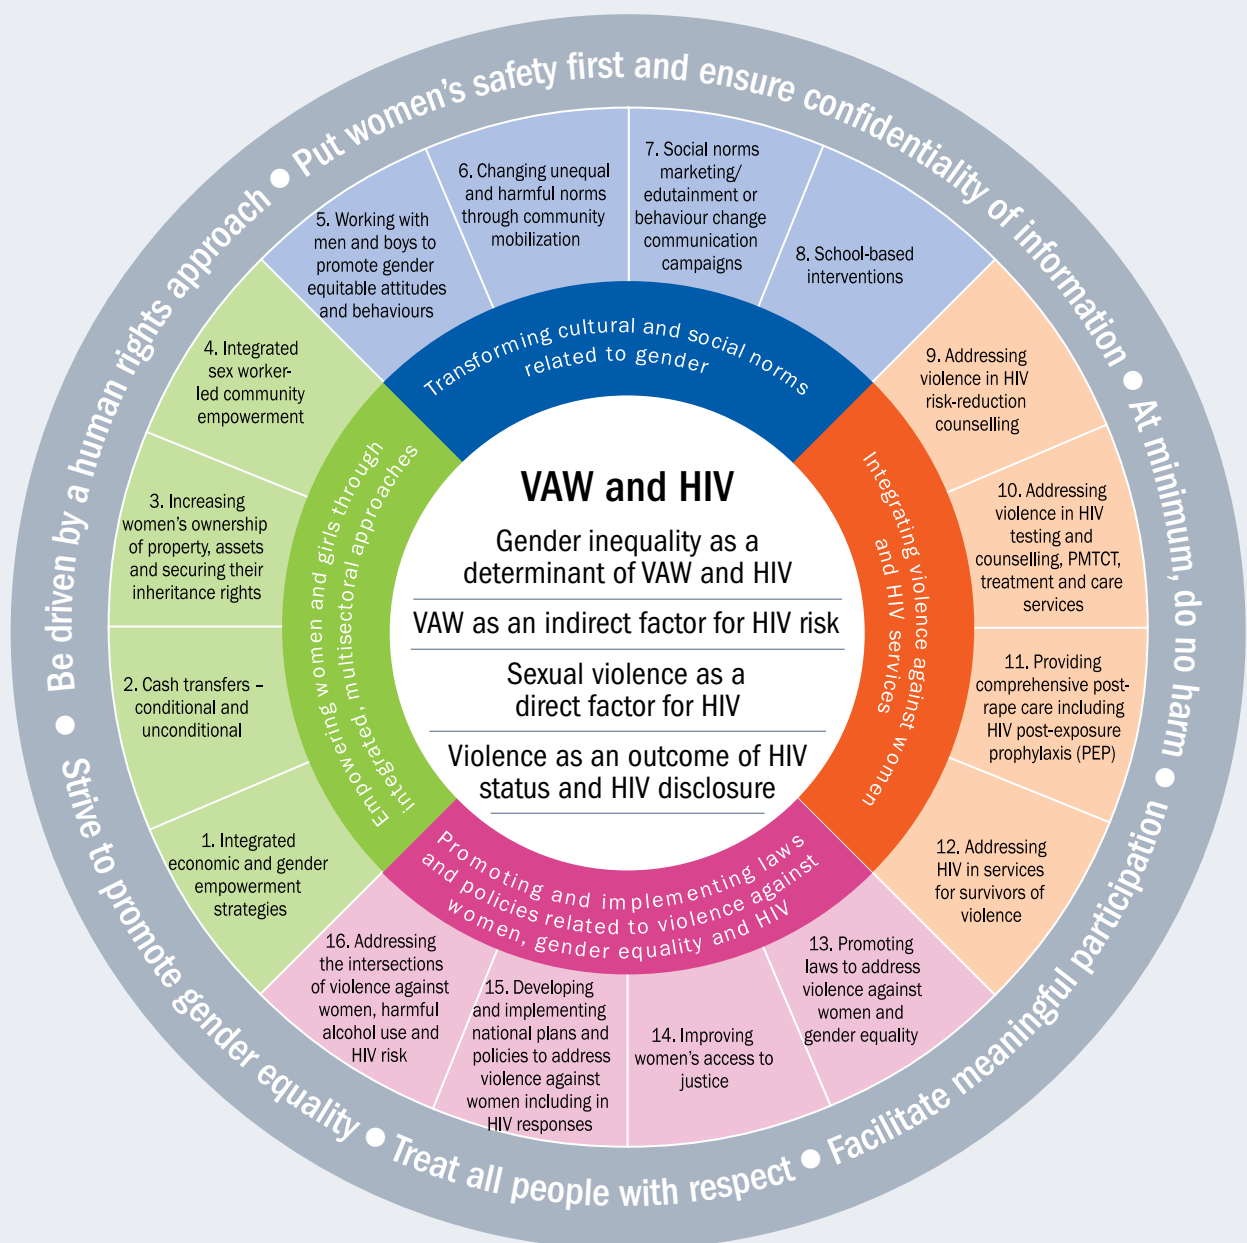 Be driven by a human rights approach ● Put women's safety first and ensure confidentiality of information ● At minimum, do no harm ● Facilitate meaningful participation ● Treat all people with respect ● Strive to promote gender equality ●
VAW and HIV
Gender inequality as a
determinant of VAW and HIV
VAW as an indirect factor for HIV risk
Sexual violence as a
direct factor for HIV
Violence as an outcome of HIV
status and HIV disclosure
Empowering women and girls through
integrated, multisectoral approaches
1. Integrated
economic and gender
empowerment
strategies
2. Cash transfers –
conditional and
unconditional
3. Increasing
women's ownership
of property, assets
and securing their
inheritance rights
4. Integrated
sex worker-
led community
empowerment
Transforming cultural and social norms
related to gender
5. Working with
men and boys to
promote gender
equitable attitudes
and behaviours
6. Changing unequal
and harmful norms
through community
mobilization
7. Social norms
marketing/
edutainment or
behaviour change
communication
campaigns
8. School-based
interventions
Integrating violence against women
and HIV services
9. Addressing
violence in HIV
risk-reduction
counselling
10. Addressing
violence in HIV
testing and
counselling, PMTCT,
treatment and care
services
11. Providing
comprehensive post-
rape care including
HIV post-exposure
prophylaxis (PEP)
12. Addressing
HIV in services
for survivors of
violence
Promoting and implementing laws
and policies related to violence against
women, gender equality and HIV
13. Promoting
laws to address
violence against
women and
gender equality
14. Improving
women's access to
justice
15. Developing
and implementing
national plans and
policies to address
violence against
women including in
HIV responses
16. Addressing
the intersections
of violence against
women, harmful
alcohol use and
HIV risk